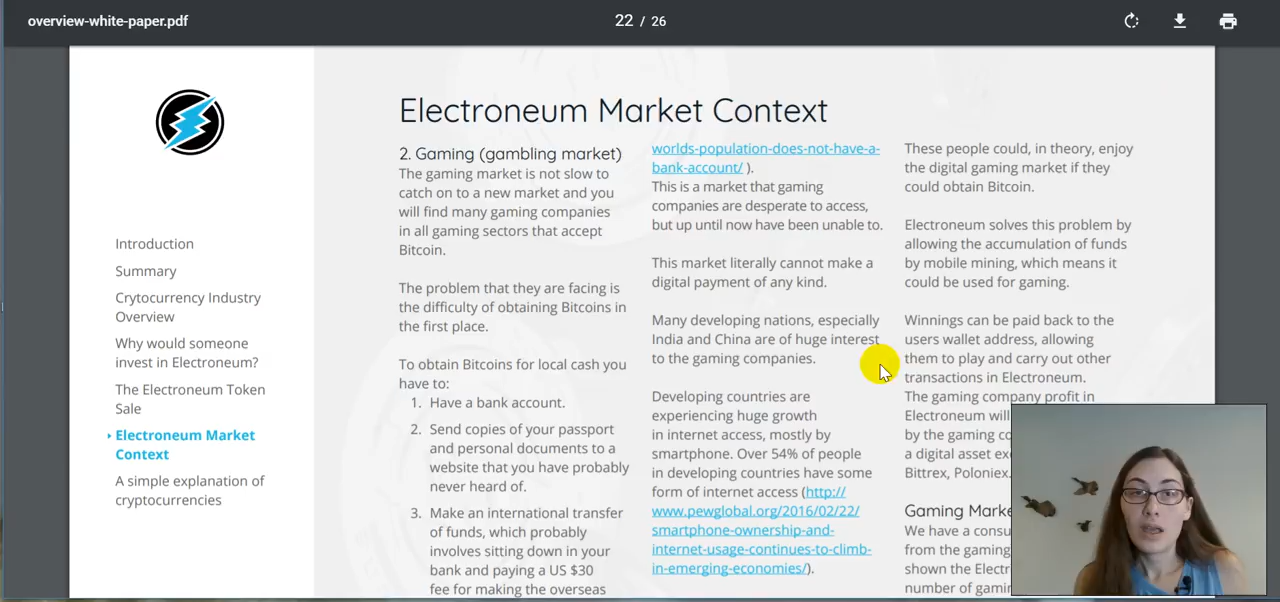 overview-white-paper.pdf
22 / 26
Introduction
Summary
Crytocurrency Industry
Overview
Why would someone
invest in Electroneum?
The Electroneum Token
Sale
Electroneum Market
Context
A simple explanation of
cryptocurrencies
Electroneum Market Context
2. Gaming (gambling market)
The gaming market is not slow to
catch on to a new market and you
will find many gaming companies
in all gaming sectors that accept
Bitcoin.
The problem that they are facing is
the difficulty of obtaining Bitcoins in
the first place.
To obtain Bitcoins for local cash you
have to:
1. Have a bank account.
2. Send copies of your passport
and personal documents to a
website that you have probably
never heard of.
3. Make an international transfer
of funds, which probably
involves sitting down in your
bank and paying a US $30
fee for making the overseas
worlds-population-does-not-have-a-
bank-account/ ).
This is a market that gaming
companies are desperate to access,
but up until now have been unable to.
This market literally cannot make a
digital payment of any kind.
Many developing nations, especially
India and China are of huge interest
to the gaming companies.
Developing countries are
experiencing huge growth
in internet access, mostly by
smartphone. Over 54% of people
in developing countries have some
form of internet access (http://
www.pewglobal.org/2016/02/22/
smartphone-ownership-and-
internet-usage-continues-to-climb-
in-emerging-economies/).
These people could, in theory, enjoy
the digital gaming market if they
could obtain Bitcoin.
Electroneum solves this problem by
allowing the accumulation of funds
by mobile mining, which means it
could be used for gaming.
Winnings can be paid back to the
users wallet address, allowing
them to play and carry out other
transactions in Electroneum.
The gaming company profit in
Electroneum will
by the gaming co
a digital asset ex
Bittrex, Poloniex.
Gaming Marke
We have a consu
from the gaming
shown the Electr
number of gamin